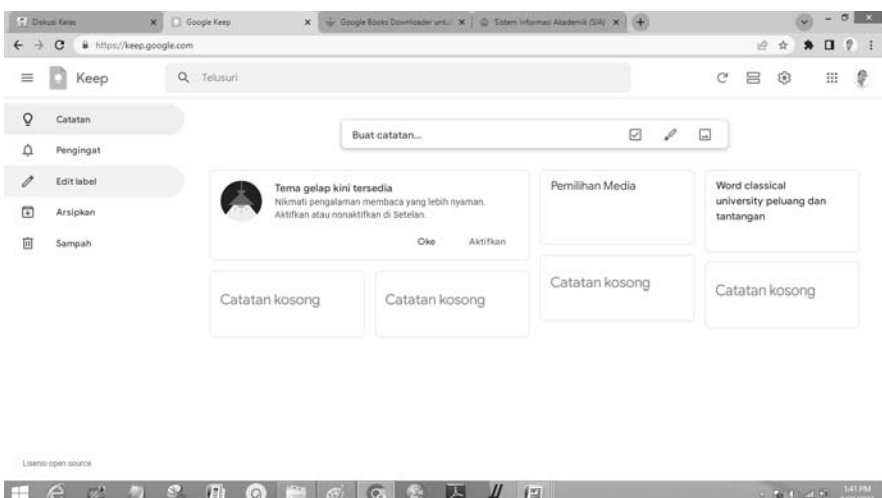 Diskusi Kelas
Google Keep
Google Books Downloader untu
Sistem Informasi Akademik (SIA)
https://keep.google.com
Keep
Telusuri
Catatan
Pengingat
Edit label
Arsipkan
Sampah
Buat catatan...
Tema gelap kini tersedia
Nikmati pengalaman membaca yang lebih nyaman.
Aktifkan atau nonaktifkan di Setelan.
Oke Aktifkan
Pemilihan Media
Word classical
university peluang dan
tantangan
Catatan kosong
Catatan kosong
Catatan kosong
Catatan kosong
Lisensi open source
5:41 PM